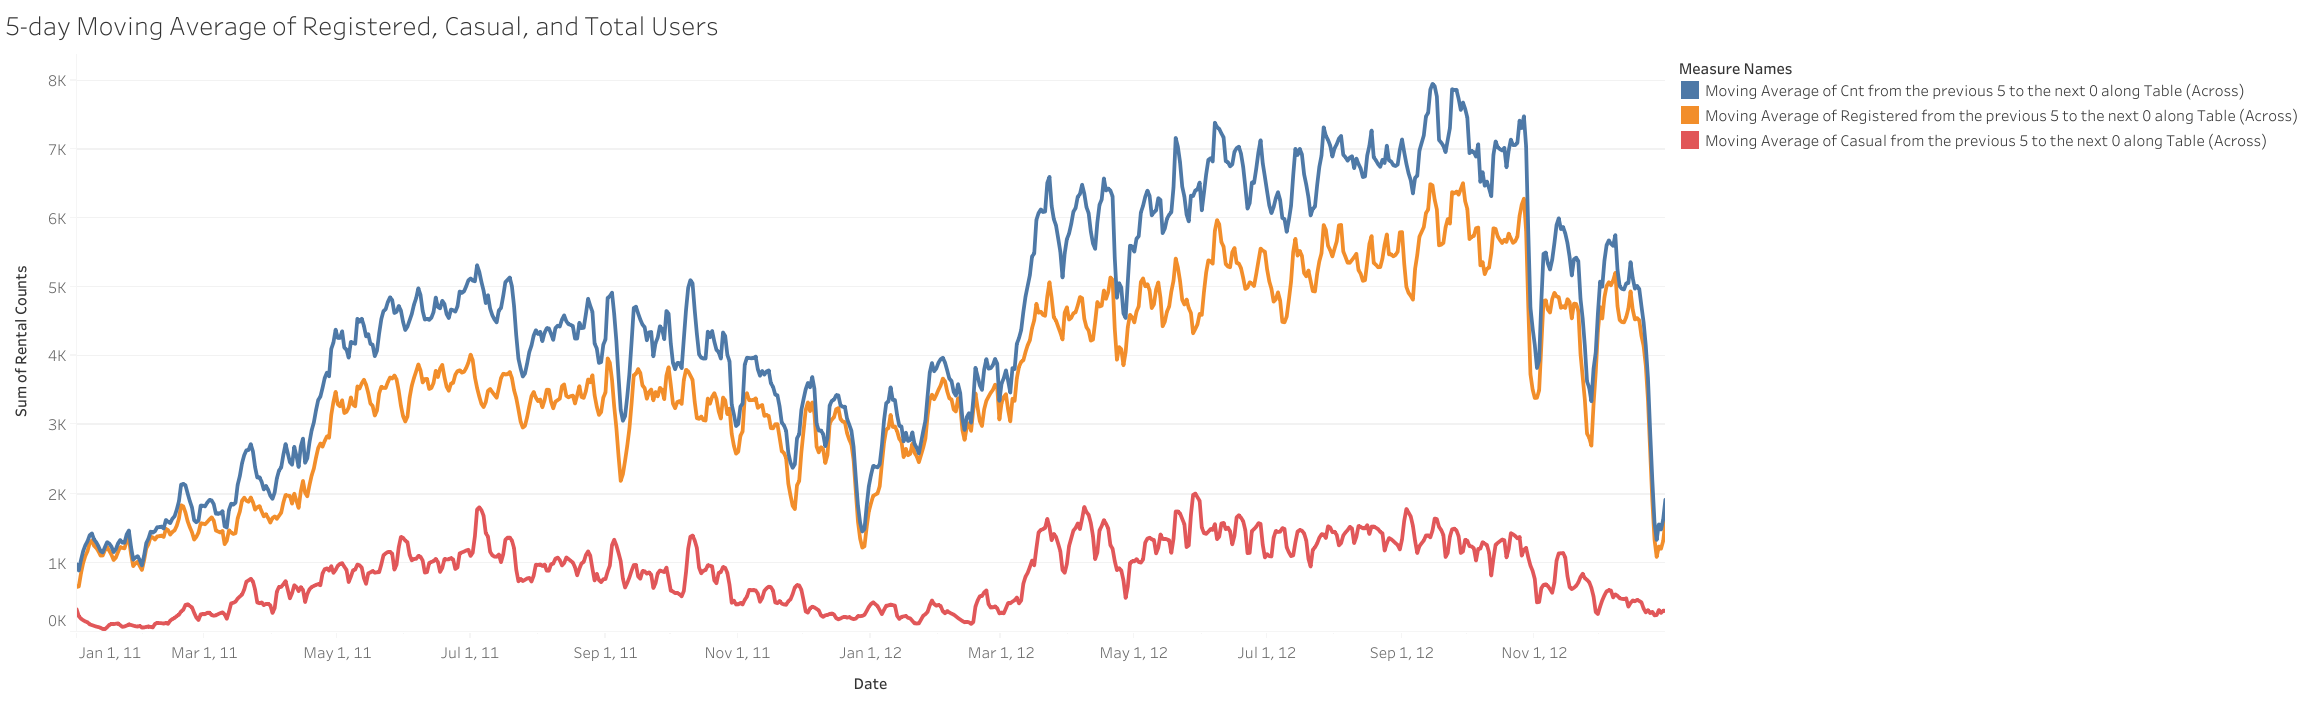 5-day Moving Average of Registered, Casual, and Total Users
Measure Names
Moving Average of Cnt from the previous 5 to the next 0 along Table (Across)
Moving Average of Registered from the previous 5 to the next 0 along Table (Across)
Moving Average of Casual from the previous 5 to the next 0 along Table (Across)
Sum of Rental Counts
8K
7K
6K
5K
4K
3K
2K
1K
0K
Jan 1, 11 Mar 1, 11 May 1, 11 Jul 1, 11 Sep 1, 11 Nov 1, 11 Jan 1, 12 Mar 1, 12 May 1, 12 Jul 1, 12 Sep 1, 12 Nov 1, 12
Date